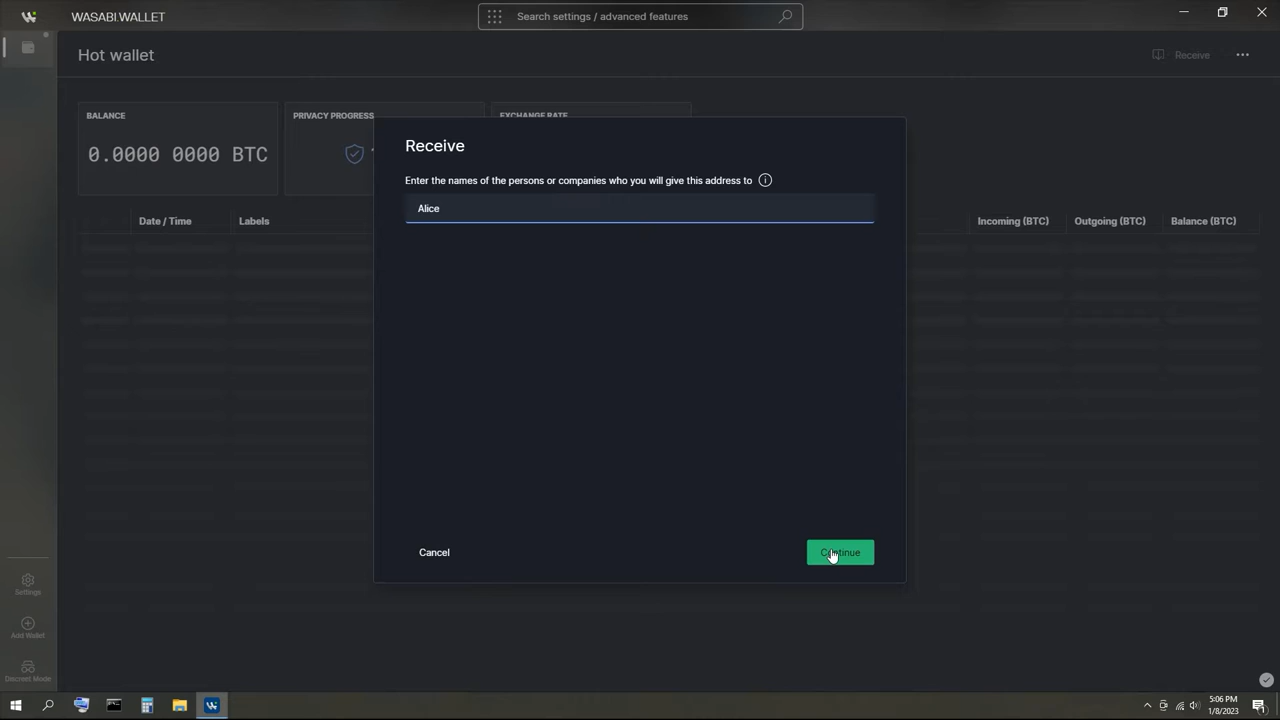 WASABI.WALLET
Search settings / advanced features
Hot wallet
Receive
BALANCE
PRIVACY PROGRESS
EXCHANGE RATE
0.0000 0000 BTC
Receive
Enter the names of the persons or companies who you will give this address to
Alice
Date / Time
Labels
Incoming (BTC)
Outgoing (BTC)
Balance (BTC)
Cancel
Continue
Settings
Add Wallet
Discreet Mode
5:06 PM
1/8/2023